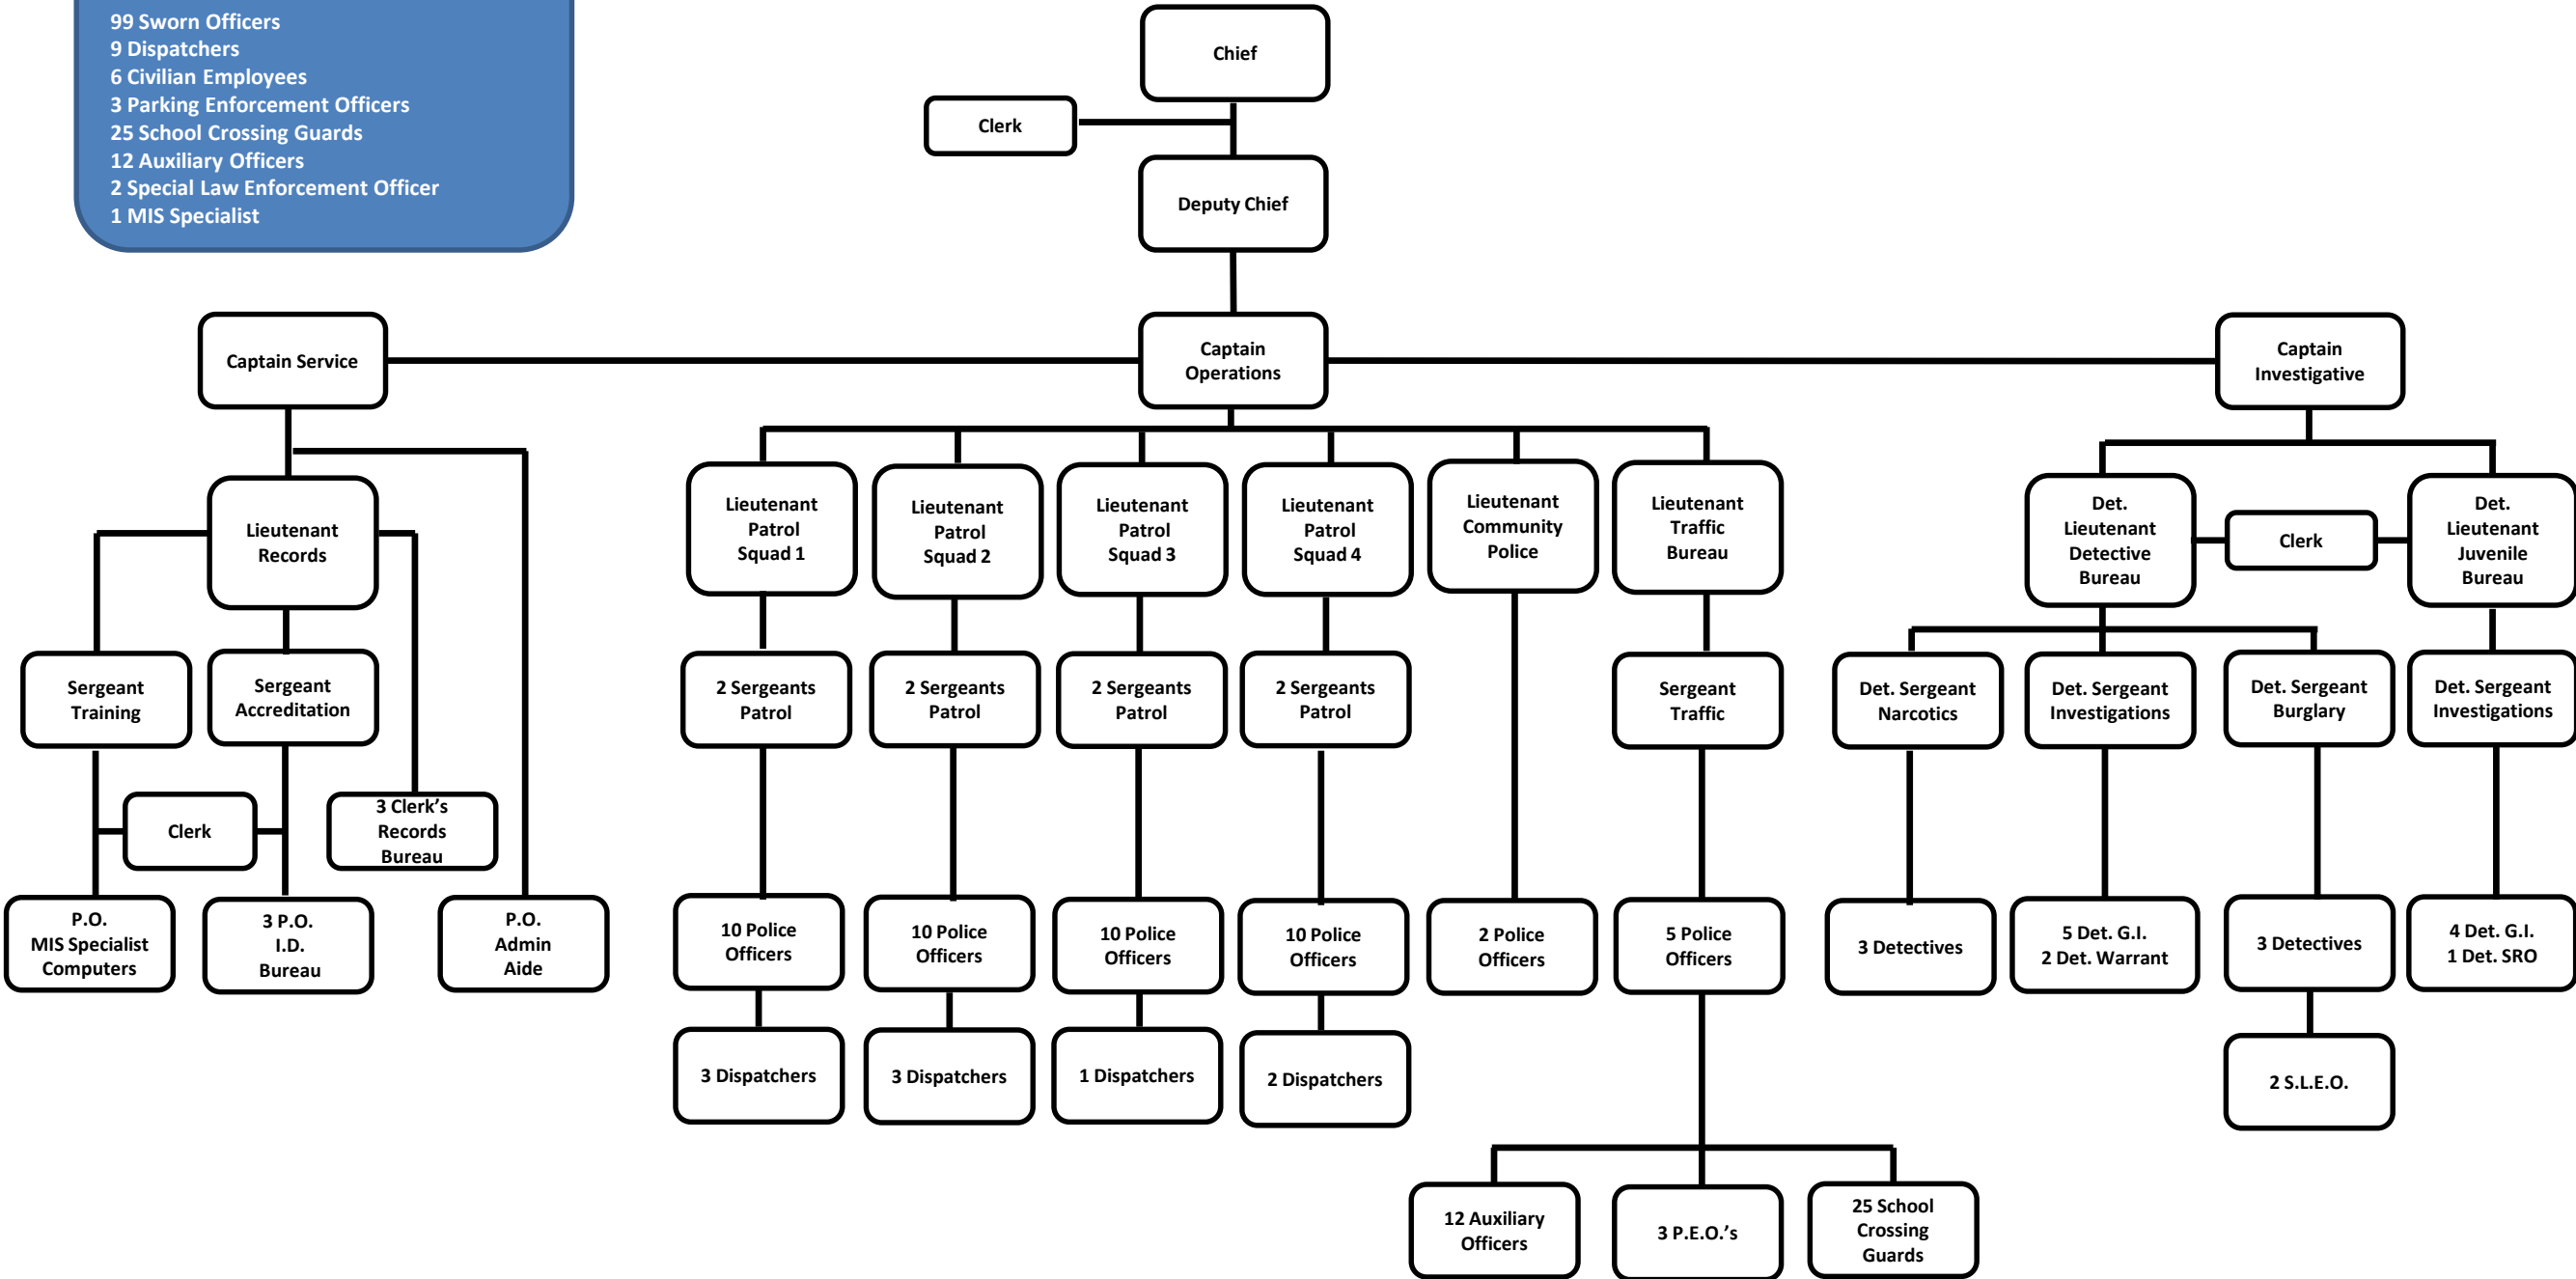 99 Sworn Officers
9 Dispatchers
6 Civilian Employees
3 Parking Enforcement Officers
25 School Crossing Guards
12 Auxiliary Officers
2 Special Law Enforcement Officer
1 MIS Specialist
Chief
Clerk
Deputy Chief
Captain Service
Captain
Operations
Captain
Investigative
Lieutenant
Records
Lieutenant
Patrol
Squad 1
Lieutenant
Patrol
Squad 2
Lieutenant
Patrol
Squad 3
Lieutenant
Patrol
Squad 4
Lieutenant
Community
Police
Lieutenant
Traffic
Bureau
Det.
Lieutenant
Detective
Bureau
Clerk
Det.
Lieutenant
Juvenile
Bureau
Sergeant
Training
Sergeant
Accreditation
2 Sergeants
Patrol
2 Sergeants
Patrol
2 Sergeants
Patrol
2 Sergeants
Patrol
Sergeant
Traffic
Det. Sergeant
Narcotics
Det. Sergeant
Investigations
Det. Sergeant
Burglary
Det. Sergeant
Investigations
Clerk
3 Clerk’s
Records
Bureau
P.O.
MIS Specialist
Computers
3 P.O.
I.D.
Bureau
P.O.
Admin
Aide
10 Police
Officers
10 Police
Officers
10 Police
Officers
10 Police
Officers
2 Police
Officers
5 Police
Officers
3 Detectives
5 Det. G.I.
2 Det. Warrant
3 Detectives
4 Det. G.I.
1 Det. SRO
3 Dispatchers
3 Dispatchers
1 Dispatchers
2 Dispatchers
2 S.L.E.O.
12 Auxiliary
Officers
3 P.E.O.’s
25 School
Crossing
Guards